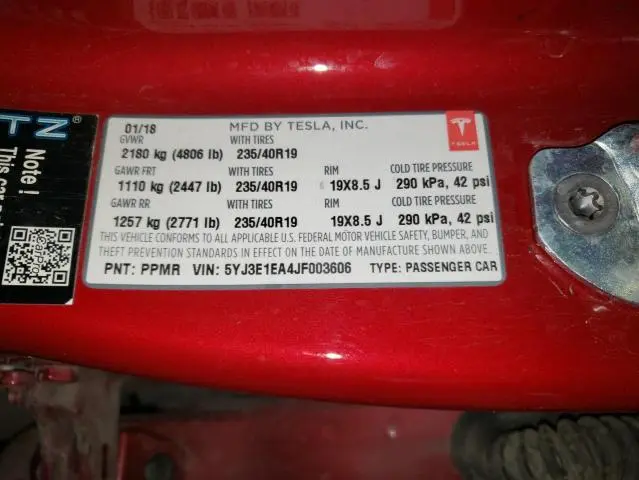 01/18 MFD BY TESLA, INC.
GVWR WITH TIRES
2180 kg (4806 lb) 235/40R19
GAWR FRT WITH TIRES RIM COLD TIRE PRESSURE
1110 kg (2447 lb) 235/40R19 19X8.5 J 290 kPa, 42 psi
GAWR RR WITH TIRES RIM COLD TIRE PRESSURE
1257 kg (2771 lb) 235/40R19 19X8.5 J 290 kPa, 42 psi
THIS VEHICLE CONFORMS TO ALL APPLICABLE U.S. FEDERAL MOTOR VEHICLE SAFETY, BUMPER, AND
THEFT PREVENTION STANDARDS IN EFFECT ON THE DATE OF MANUFACTURE SHOWN ABOVE.
PNT: PPMR VIN: 5YJ3E1EA4JF003606 TYPE: PASSENGER CAR
TESLA
TZ®
Note !
This